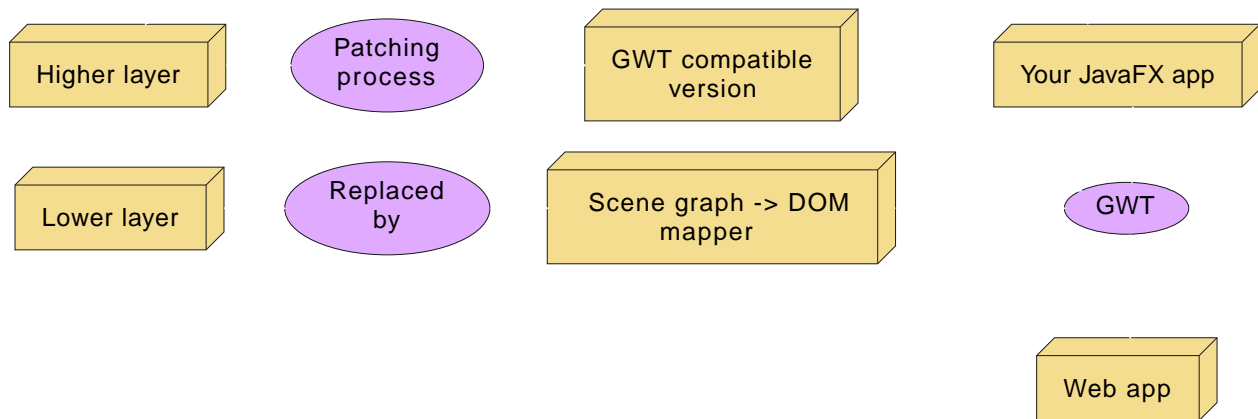 Higher layer
Patching
process
GWT compatible
version
Your JavaFX app
Lower layer
Replaced
by
Scene graph -> DOM
mapper
GWT
Web app